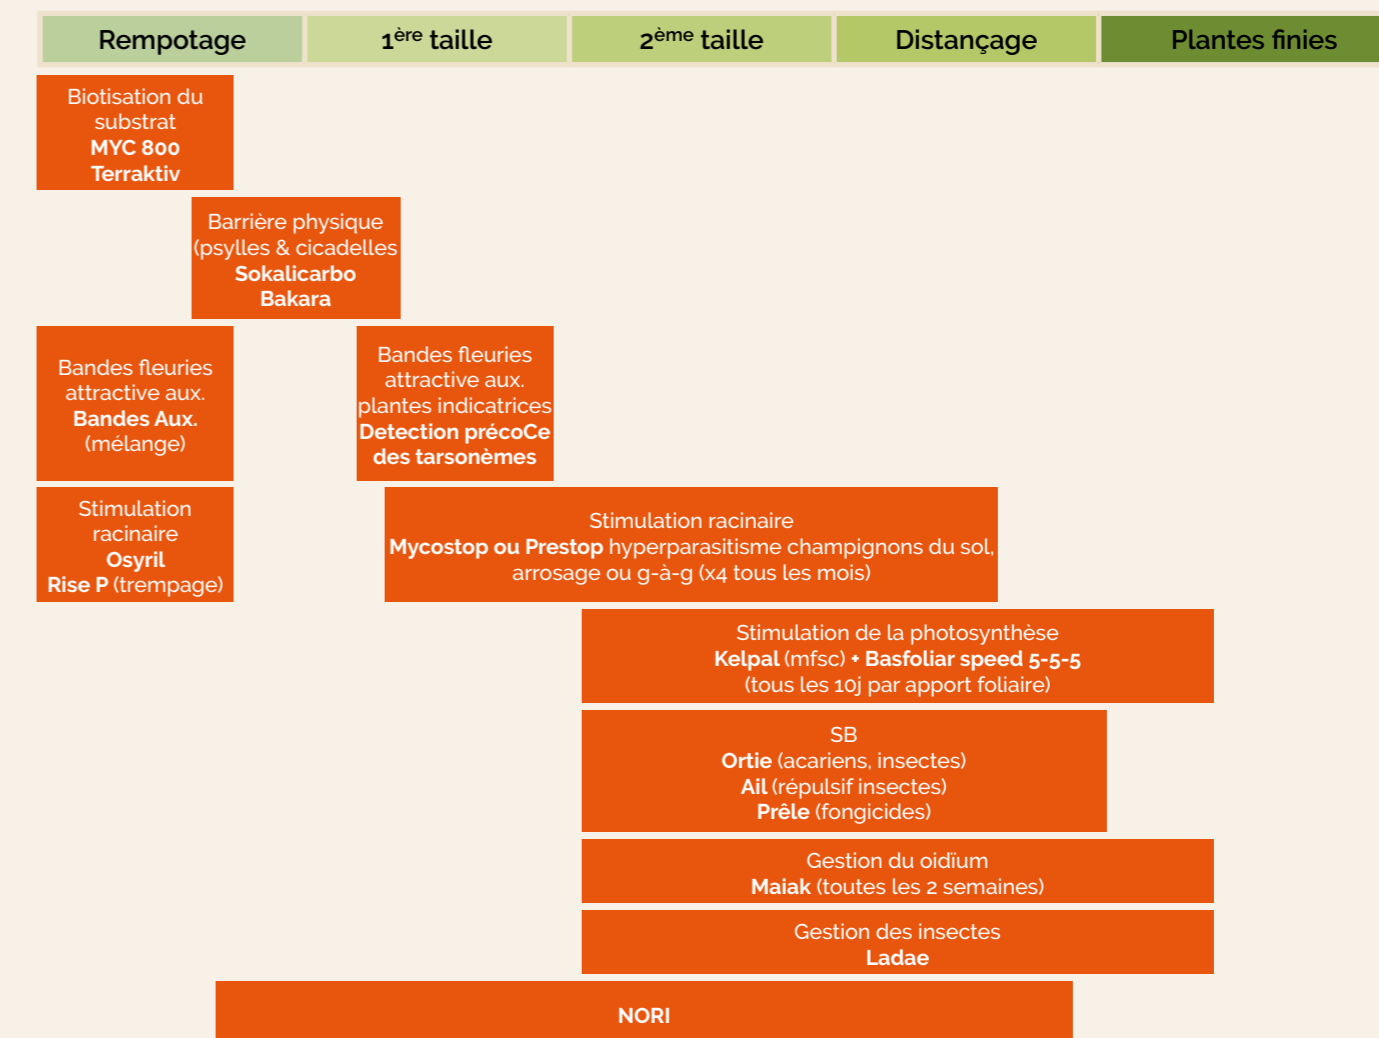 Rempotage
1ère taille
2ème taille
Distançage
Plantes finies
Biotisation du
substrat
MYC 800
Terraktiv
Barrière physique
(psylles & cicadelles
Sokalicarbo
Bakara
Bandes fleuries
attractive aux.
Bandes Aux.
(mélange)
Bandes fleuries
attractive aux.
plantes indicatrices
Detection précoCe
des tarsonèmes
Stimulation
racinaire
Osyril
Rise P (trempage)
Stimulation racinaire
Mycostop ou Prestop hyperparasitisme champignons du sol,
arrosage ou g-à-g (x4 tous les mois)
Stimulation de la photosynthèse
Kelpal (mfsc) + Basfoliar speed 5-5-5
(tous les 10j par apport foliaire)
SB
Ortie (acariens, insectes)
Ail (répulsif insectes)
Prêle (fongicides)
Gestion du oidïum
Maiak (toutes les 2 semaines)
Gestion des insectes
Ladae
NORI